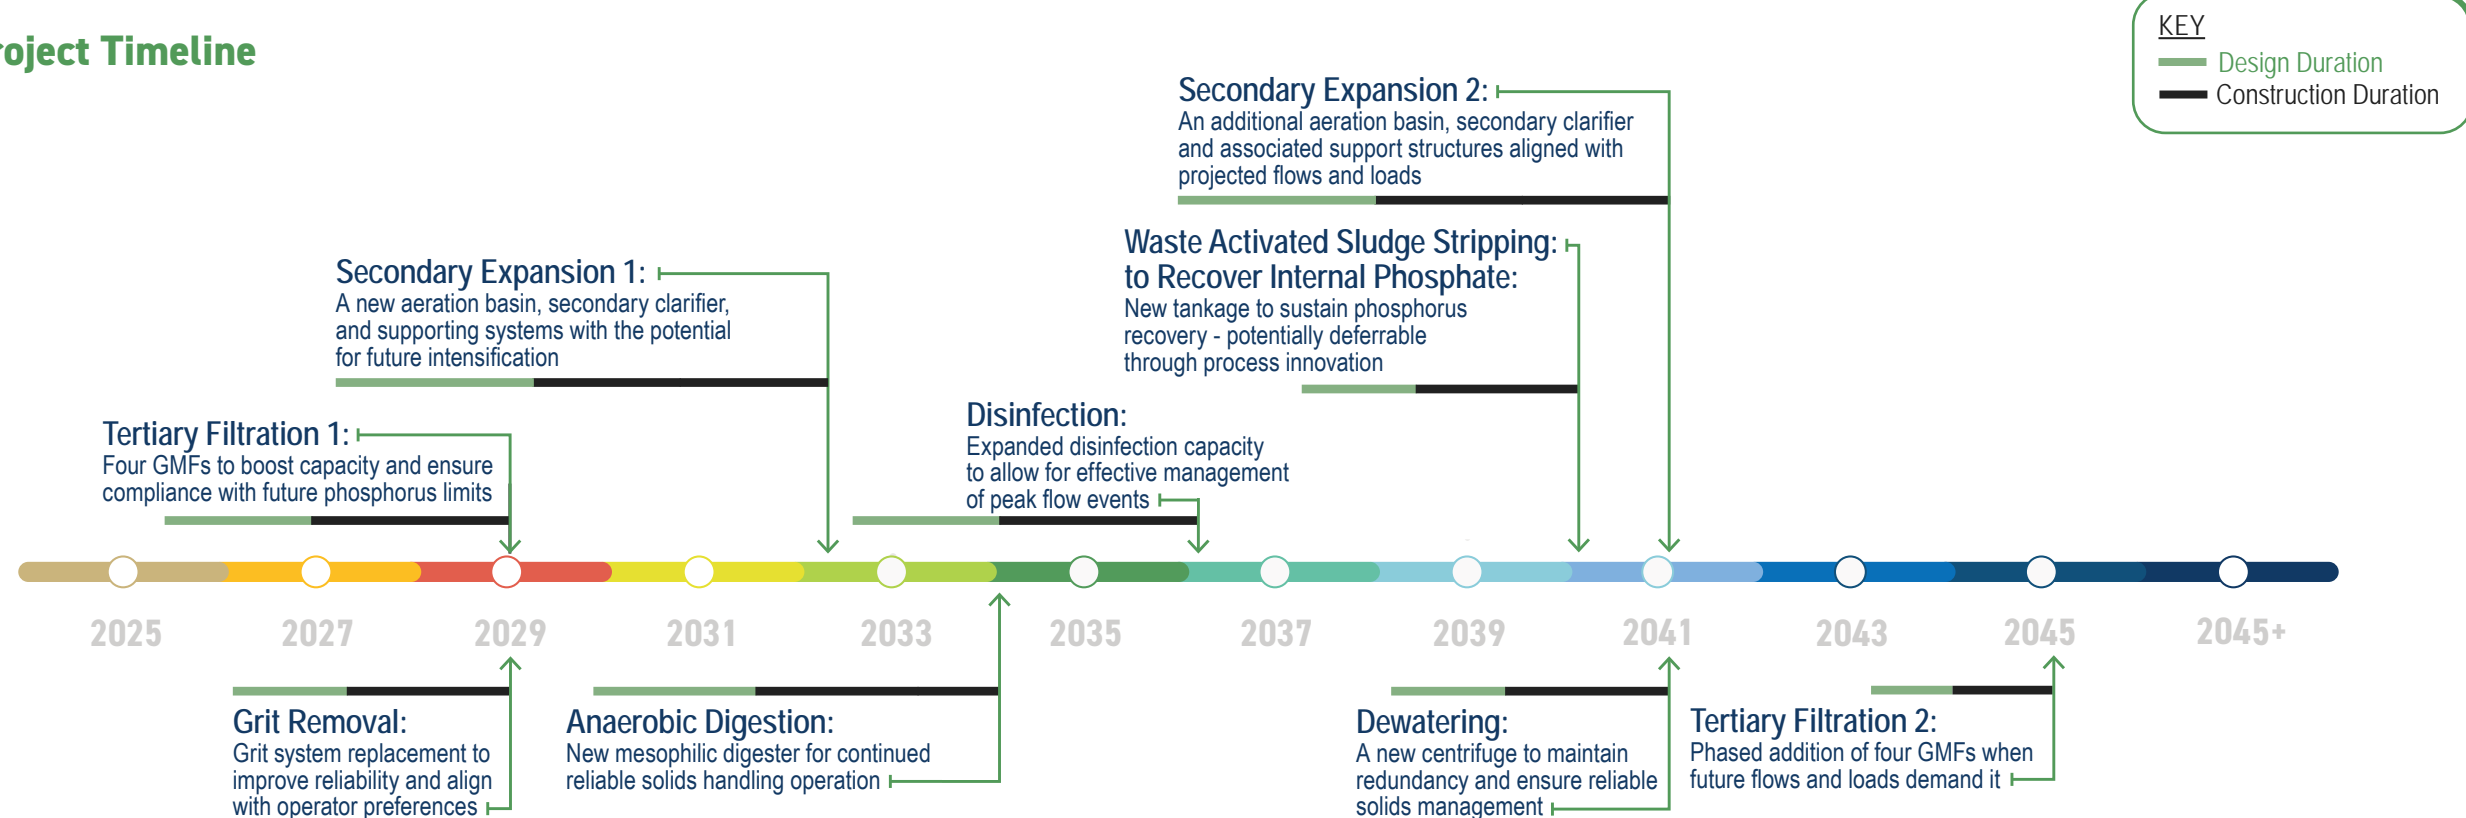 oject Timeline
KEY
Design Duration
Construction Duration
Secondary Expansion 2:
An additional aeration basin, secondary clarifier
and associated support structures aligned with
projected flows and loads
Waste Activated Sludge Stripping:
to Recover Internal Phosphate:
New tankage to sustain phosphorus
recovery - potentially deferrable
through process innovation
Secondary Expansion 1:
A new aeration basin, secondary clarifier,
and supporting systems with the potential
for future intensification
Disinfection:
Expanded disinfection capacity
to allow for effective management
of peak flow events
Tertiary Filtration 1:
Four GMFs to boost capacity and ensure
compliance with future phosphorus limits
2025 2027 2029 2031 2033 2035 2037 2039 2041 2043 2045 2045+
Grit Removal:
Grit system replacement to
improve reliability and align
with operator preferences
Anaerobic Digestion:
New mesophilic digester for continued
reliable solids handling operation
Dewatering:
A new centrifuge to maintain
redundancy and ensure reliable
solids management
Tertiary Filtration 2:
Phased addition of four GMFs when
future flows and loads demand it